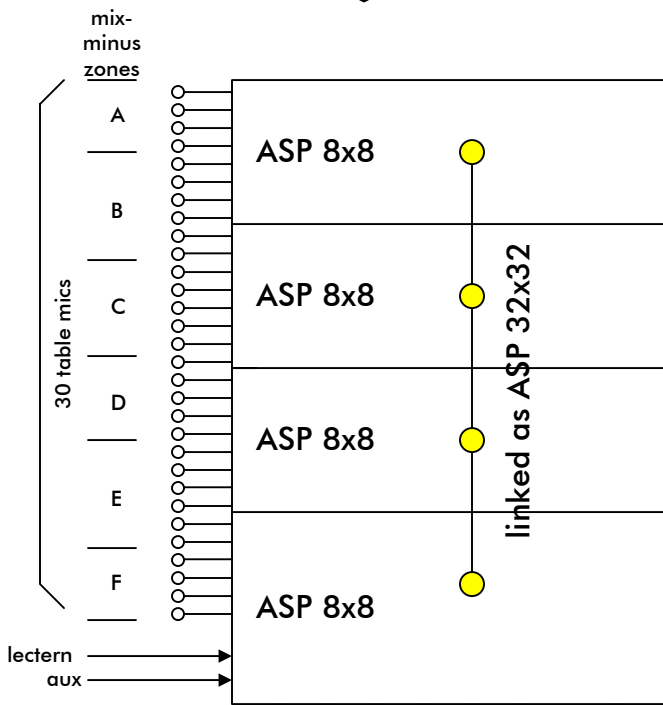 mix-
minus
zones
A
B
C
D
E
F
30 table mics
ASP 8x8
ASP 8x8
ASP 8x8
ASP 8x8
linked as ASP 32x32
lectern
aux